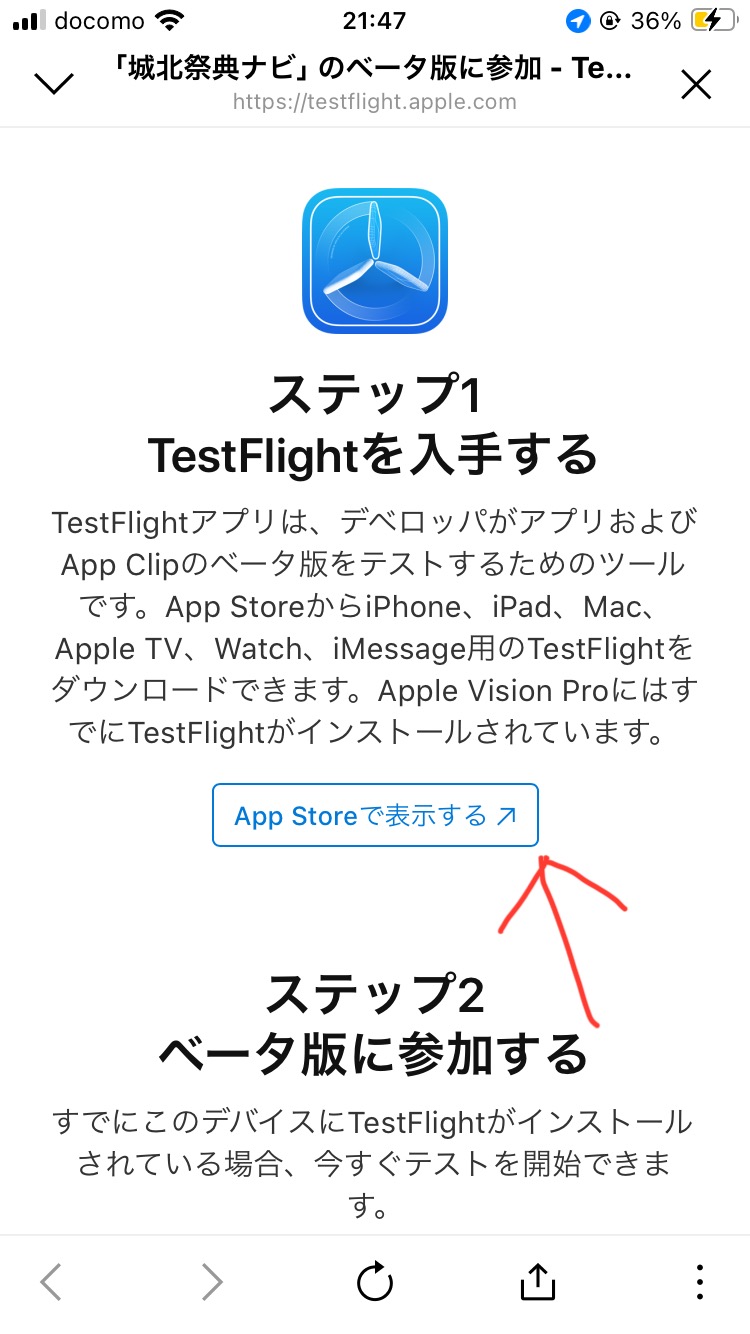 docomo 21:47 36%
「城北祭典ナビ」のベータ版に参加 - Te...
https://testflight.apple.com
ステップ1
TestFlightを入手する
TestFlightアプリは、デベロッパがアプリおよび
App Clipのベータ版をテストするためのツール
です。App StoreからiPhone、iPad、Mac、
Apple TV、Watch、iMessage用のTestFlightを
ダウンロードできます。Apple Vision Proにはす
でにTestFlightがインストールされています。
App Storeで表示する
ステップ2
ベータ版に参加する
すでにこのデバイスにTestFlightがインストール
されている場合、今すぐテストを開始できま
す。